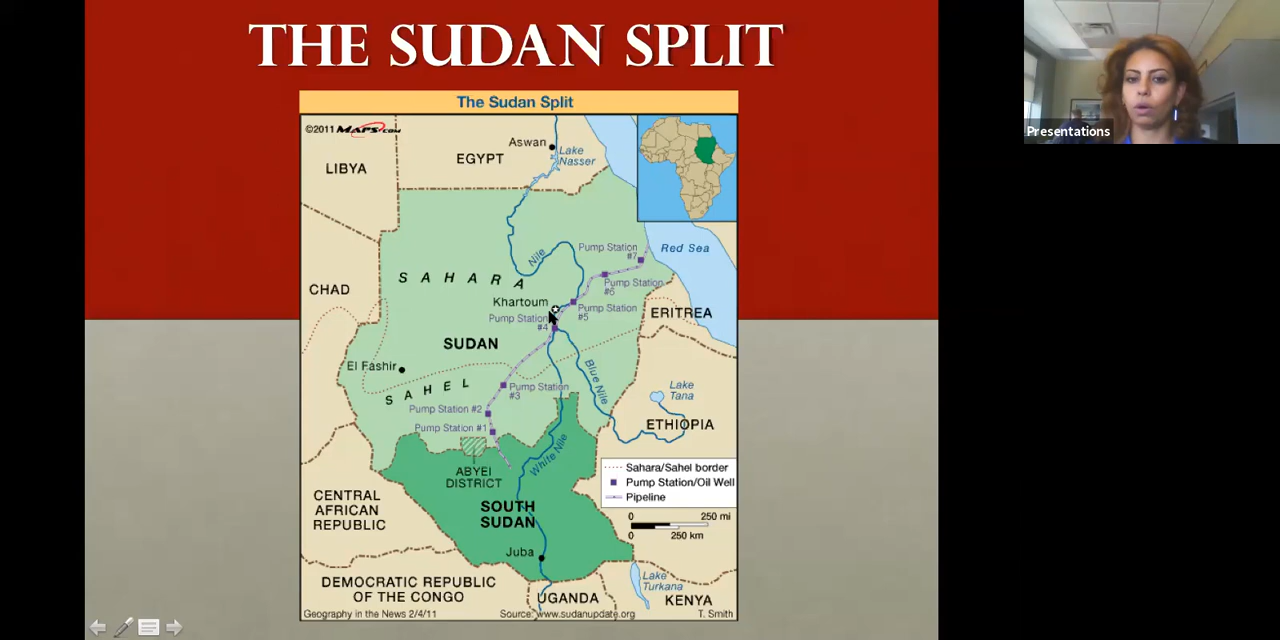 THE SUDAN SPLIT
Presentations
The Sudan Split
©2011 MAPS.COM
Aswan
Lake
Nasser
EGYPT
LIBYA
Red Sea
Nile
Pump Station
#7
SAHARA
Pump Station
#6
CHAD
Khartoum
Pump Station
#5
ERITREA
Pump Station
#4
SUDAN
El Fashir
SAHEL
Blue Nile
Lake
Tana
Pump Station
#3
Pump Station #2
ETHIOPIA
Pump Station #1
White Nile
ABYEI
DISTRICT
Sahara/Sahel border
Pump Station/Oil Well
Pipeline
CENTRAL
AFRICAN
REPUBLIC
SOUTH
SUDAN
0 250 mi
0 250 km
Juba
DEMOCRATIC REPUBLIC
OF THE CONGO
UGANDA
Lake
Turkana
KENYA
Geography in the News 2/4/11
Source: www.sudanupdate.org
T. Smith